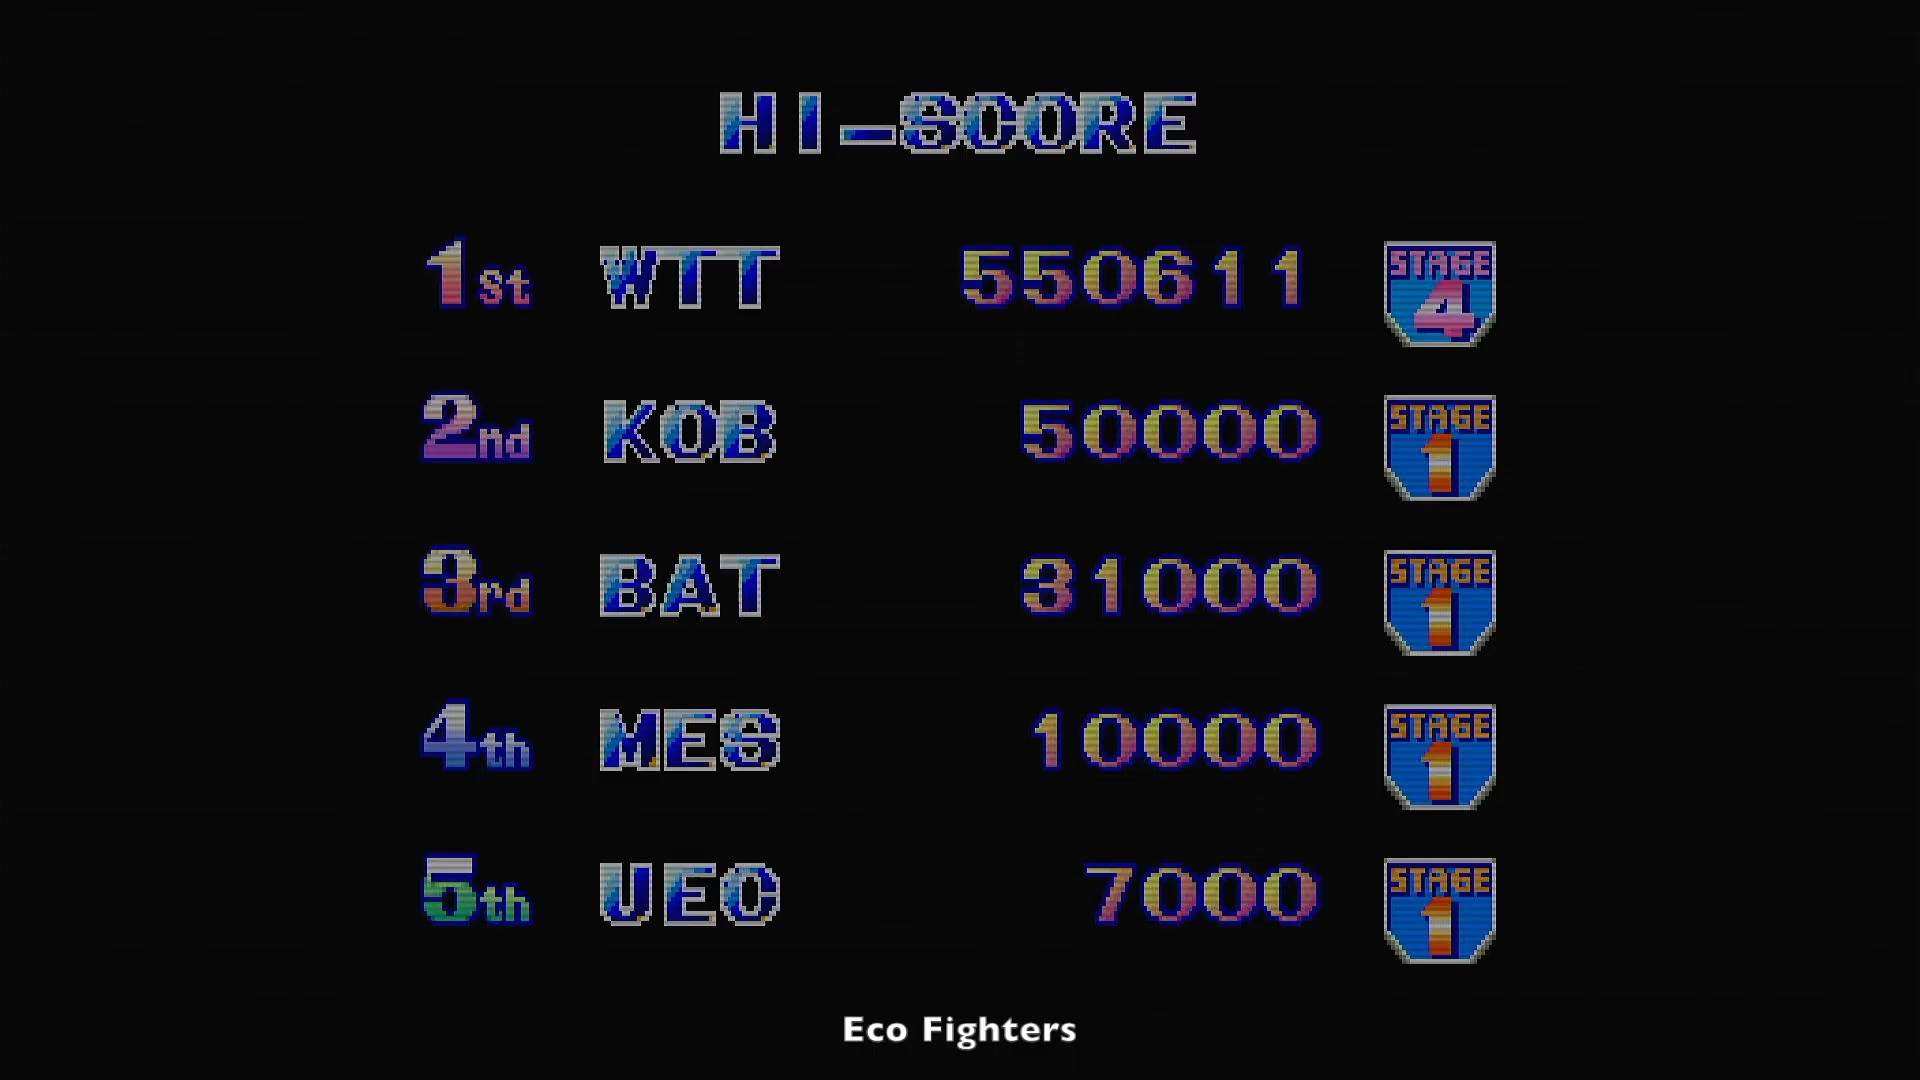 HI-SCORE
1st WTT 550611 STAGE 4
2nd KOB 50000 STAGE 1
3rd BAT 31000 STAGE 1
4th MES 10000 STAGE 1
5th UEC 7000 STAGE 1
Eco Fighters